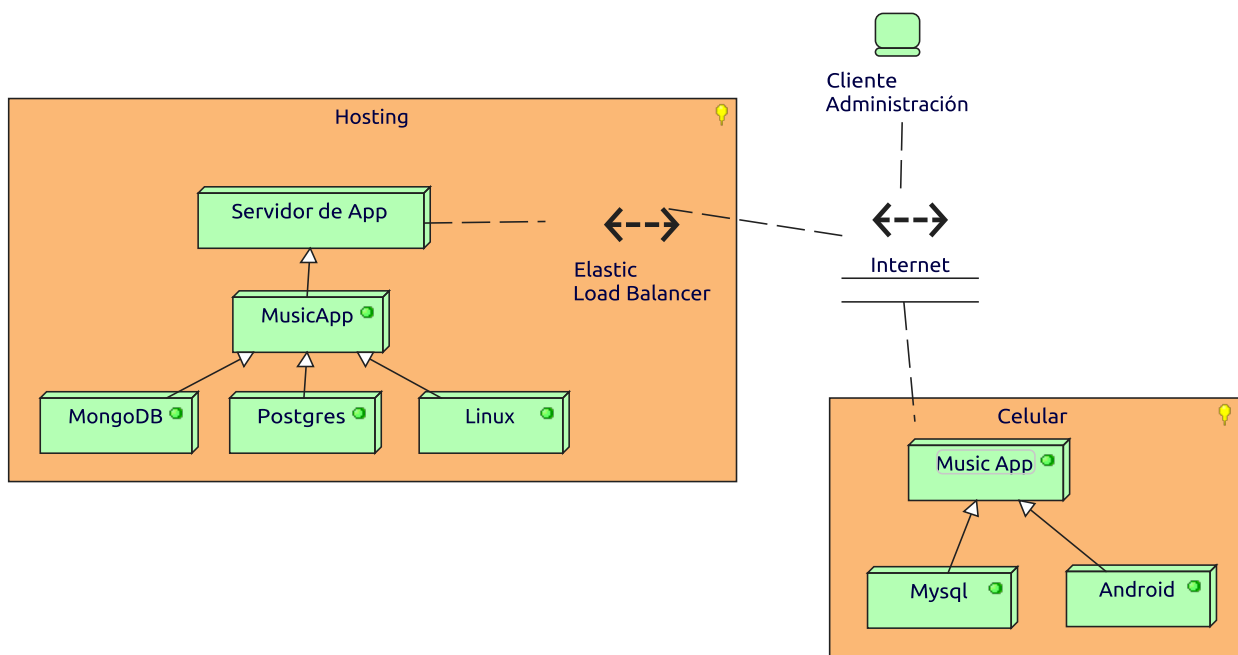 Cliente
Administración
Hosting
Servidor de App
Elastic
Load Balancer
Internet
MusicApp
MongoDB
Postgres
Linux
Celular
Music App
Mysql
Android